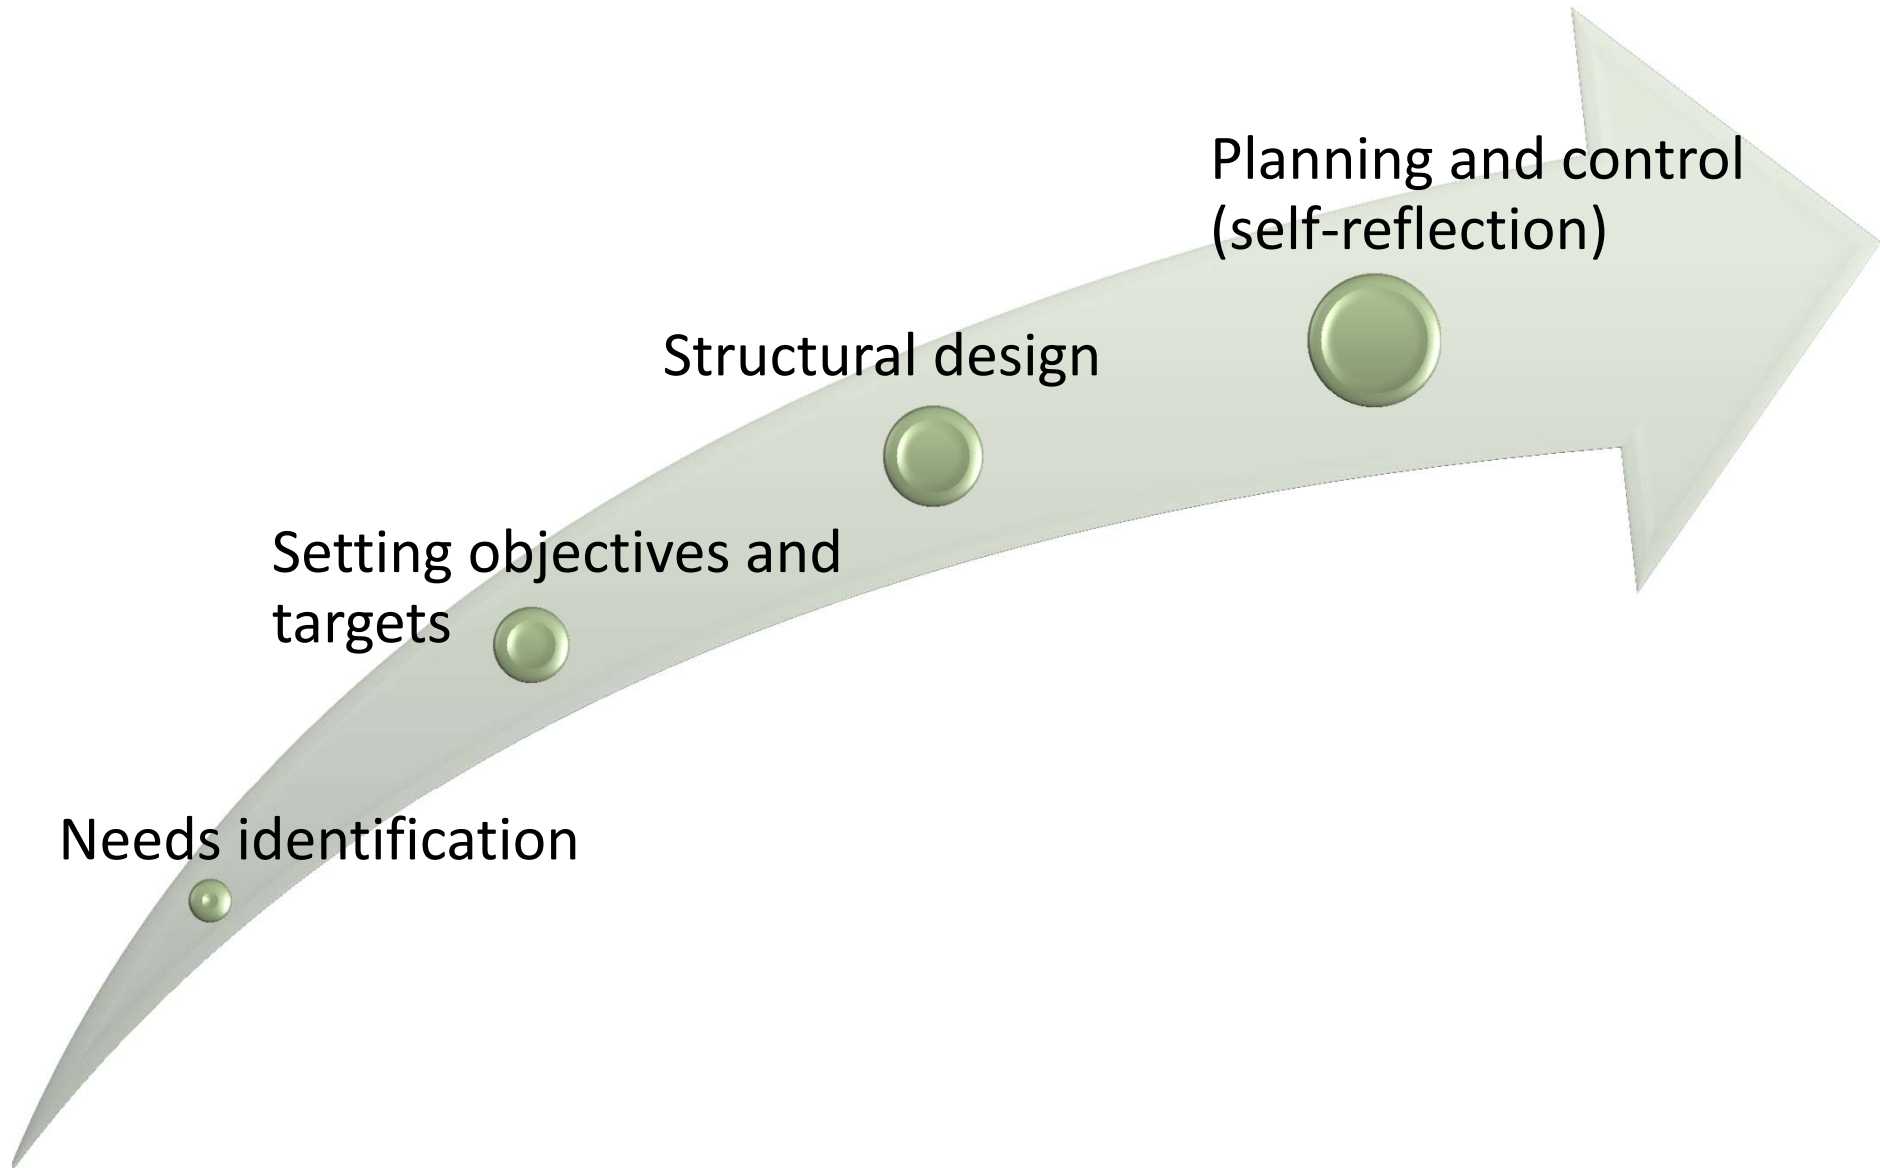 Planning and control
(self-reflection)
Structural design
Setting objectives and
targets
Needs identification